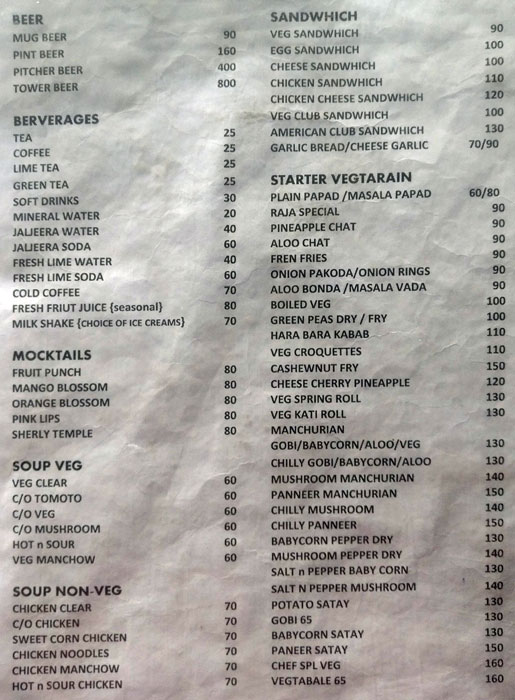 BEER
MUG BEER 90
PINT BEER 160
PITCHER BEER 400
TOWER BEER 800
BERVERAGES
TEA 25
COFFEE 25
LIME TEA 25
GREEN TEA 25
SOFT DRINKS 30
MINERAL WATER 20
JALJEERA WATER 40
JALJEERA SODA 60
FRESH LIME WATER 40
FRESH LIME SODA 60
COLD COFFEE 70
FRESH FRIUT JUICE {seasonal} 80
MILK SHAKE {CHOICE OF ICE CREAMS} 70
MOCKTAILS
FRUIT PUNCH 80
MANGO BLOSSOM 80
ORANGE BLOSSOM 80
PINK LIPS 80
SHERLY TEMPLE 80
SOUP VEG
VEG CLEAR 60
C/O TOMOTO 60
C/O VEG 60
C/O MUSHROOM 60
HOT n SOUR 60
VEG MANCHOW 60
SOUP NON-VEG
CHICKEN CLEAR 70
C/O CHICKEN 70
SWEET CORN CHICKEN 70
CHICKEN NOODLES 70
CHICKEN MANCHOW 70
HOT n SOUR CHICKEN 70
SANDWHICH
VEG SANDWHICH 90
EGG SANDWHICH 100
CHEESE SANDWHICH 100
CHICKEN SANDWHICH 110
CHICKEN CHEESE SANDWHICH 120
VEG CLUB SANDWHICH 100
AMERICAN CLUB SANDWHICH 130
GARLIC BREAD/CHEESE GARLIC 70/90
STARTER VEGTARAIN
PLAIN PAPAD /MASALA PAPAD 60/80
RAJA SPECIAL 90
PINEAPPLE CHAT 90
ALOO CHAT 90
FREN FRIES 90
ONION PAKODA/ONION RINGS 90
ALOO BONDA /MASALA VADA 90
BOILED VEG 100
GREEN PEAS DRY / FRY 100
HARA BARA KABAB 110
VEG CROQUETTES 110
CASHEWNUT FRY 150
CHEESE CHERRY PINEAPPLE 120
VEG SPRING ROLL 130
VEG KATI ROLL 130
MANCHURIAN
GOBI/BABYCORN/ALOO/VEG 130
CHILLY GOBI/BABYCORN/ALOO 130
MUSHROOM MANCHURIAN 140
PANNEER MANCHURIAN 150
CHILLY MUSHROOM 140
CHILLY PANNEER 150
BABYCORN PEPPER DRY 130
MUSHROOM PEPPER DRY 140
SALT n PEPPER BABY CORN 130
SALT N PEPPER MUSHROOM 140
POTATO SATAY 130
GOBI 65 130
BABYCORN SATAY 130
PANEER SATAY 150
CHEF SPL VEG 160
VEGTABALE 65 160